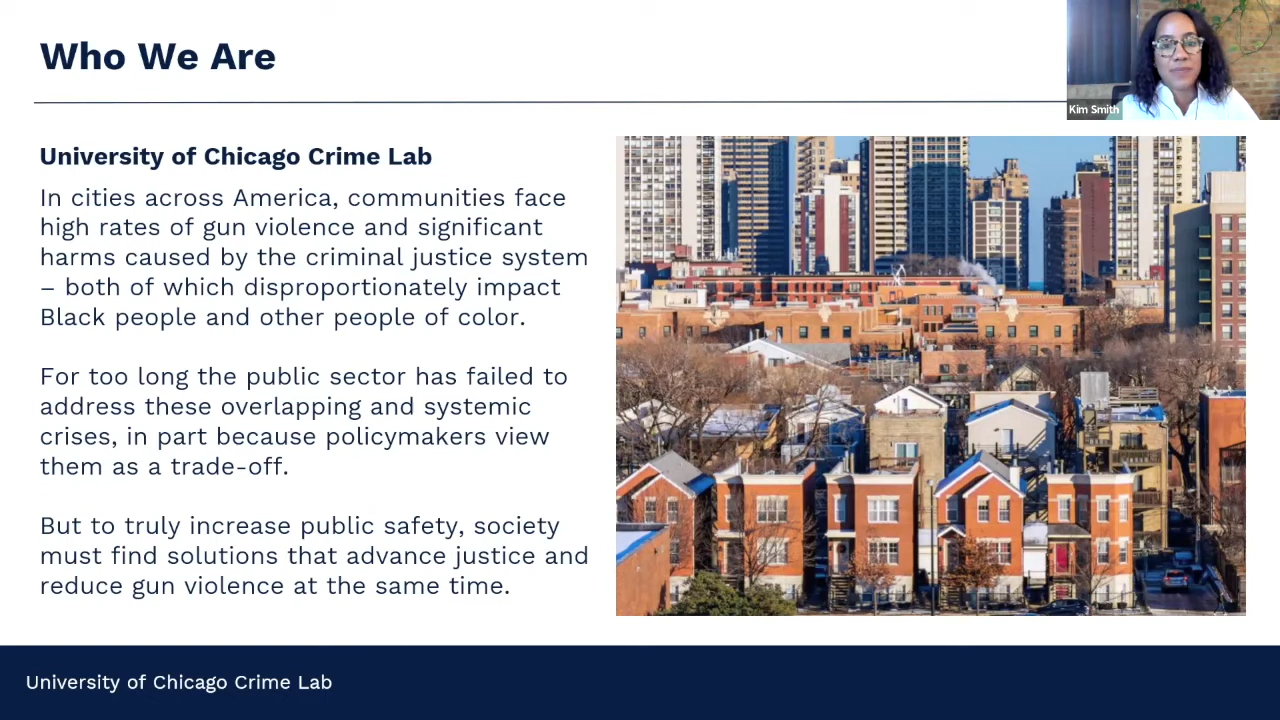 Who We Are
Kim Smith
University of Chicago Crime Lab
In cities across America, communities face
high rates of gun violence and significant
harms caused by the criminal justice system
– both of which disproportionately impact
Black people and other people of color.
For too long the public sector has failed to
address these overlapping and systemic
crises, in part because policymakers view
them as a trade-off.
But to truly increase public safety, society
must find solutions that advance justice and
reduce gun violence at the same time.
University of Chicago Crime Lab